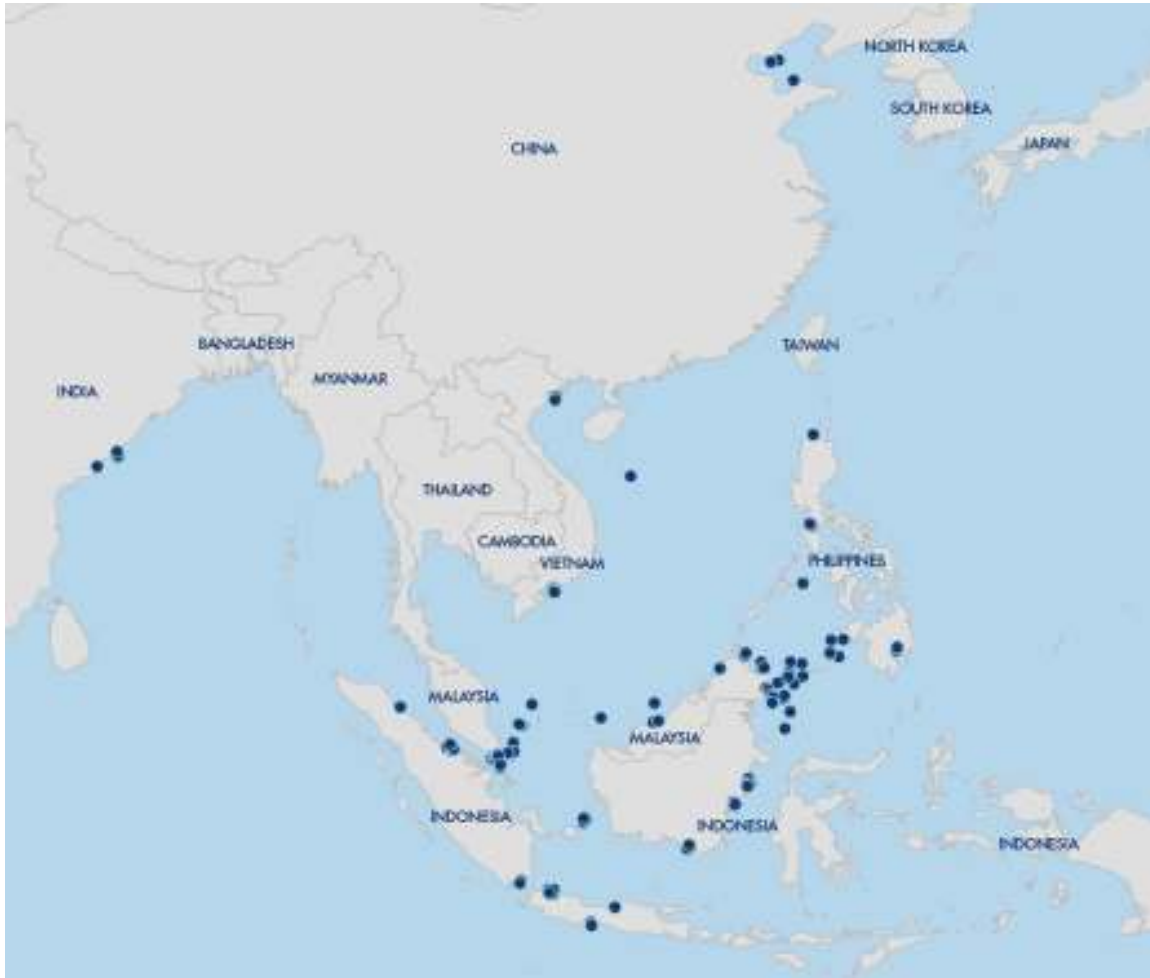 NORTH KOREA
SOUTH KOREA
JAPAN
CHINA
TAIWAN
BANGLADESH
MYANMAR
INDIA
THAILAND
CAMBODIA
VIETNAM
PHILIPPINES
MALAYSIA
MALAYSIA
INDONESIA
INDONESIA
INDONESIA